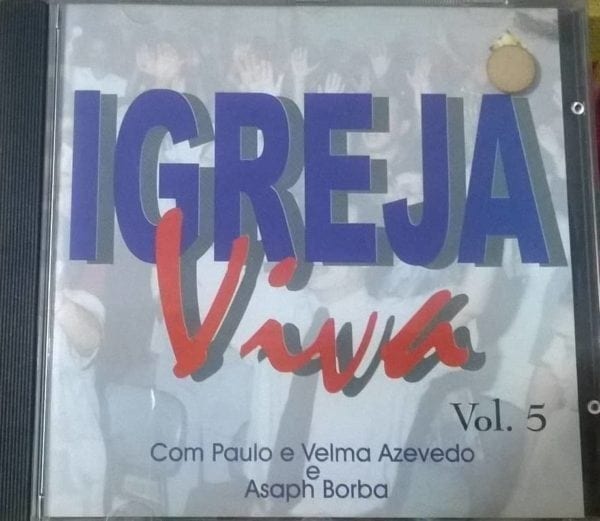 IGREJA
Viva
Vol. 5
Com Paulo e Velma Azevedo
e
Asaph Borba